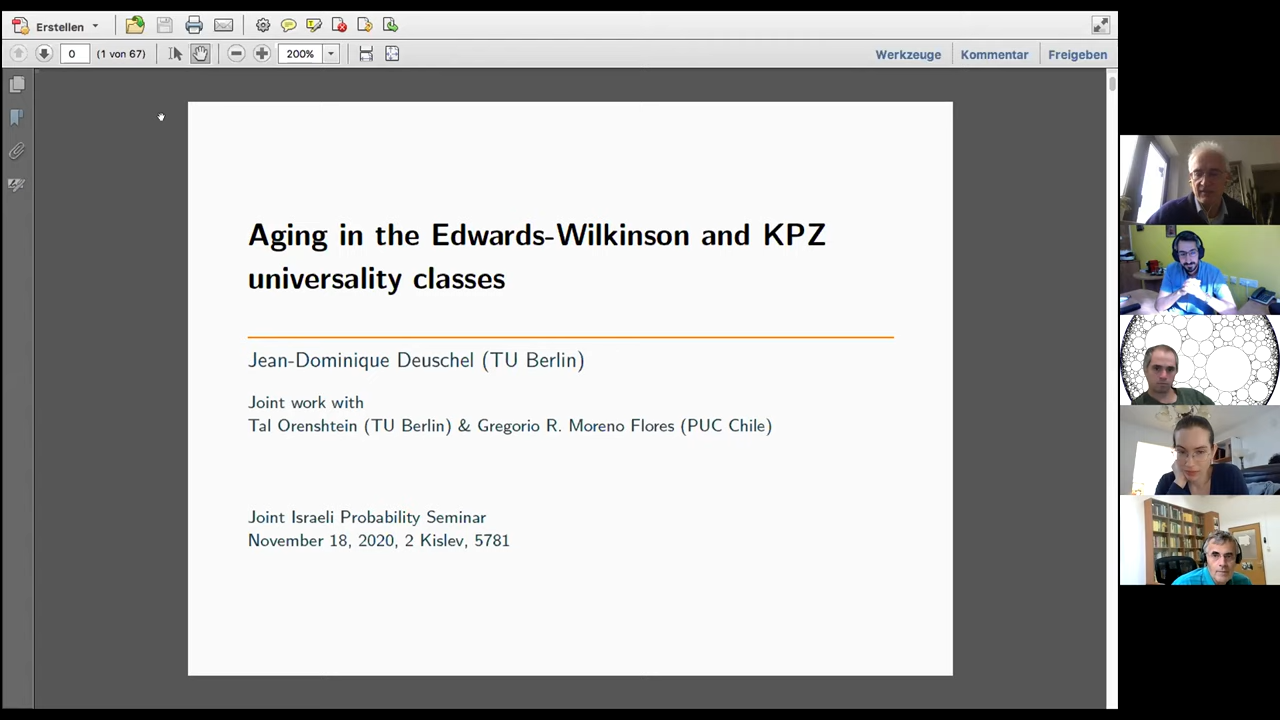 Erstellen
0 (1 von 67) 200% Werkzeuge Kommentar Freigeben
Aging in the Edwards-Wilkinson and KPZ
universality classes
Jean-Dominique Deuschel (TU Berlin)
Joint work with
Tal Orenshtein (TU Berlin) & Gregorio R. Moreno Flores (PUC Chile)
Joint Israeli Probability Seminar
November 18, 2020, 2 Kislev, 5781